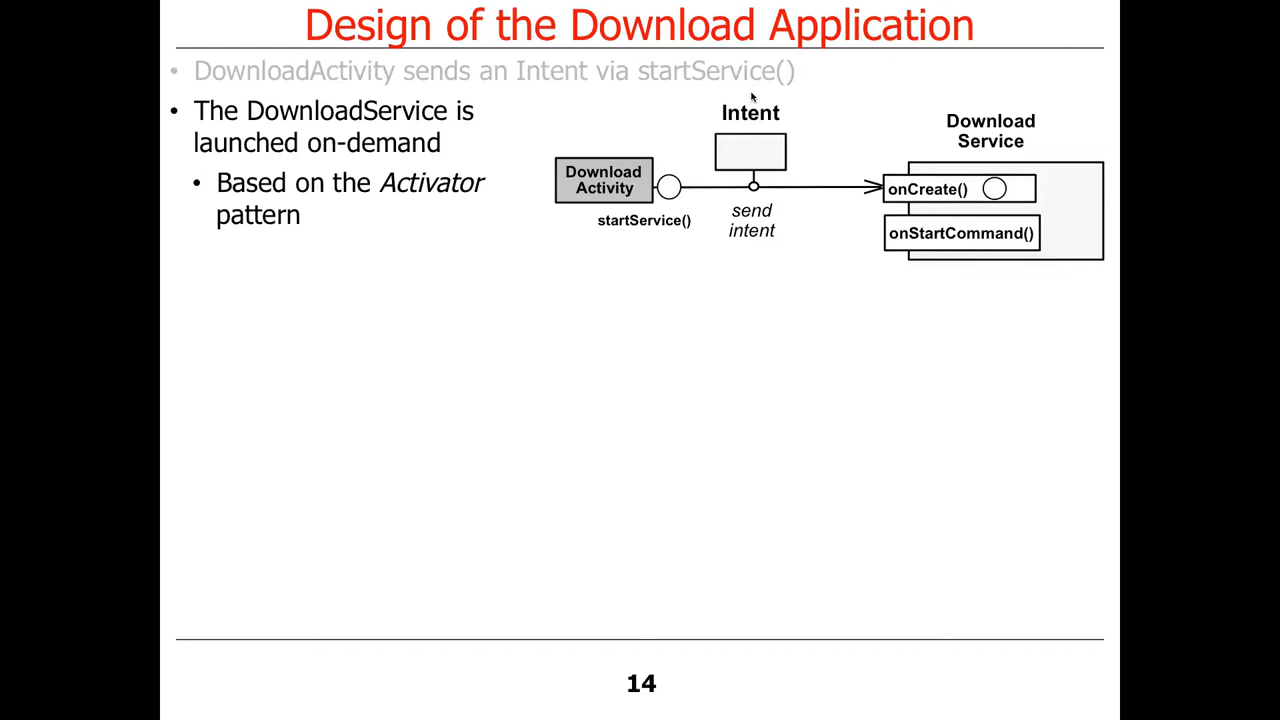 Design of the Download Application
• DownloadActivity sends an Intent via startService()
• The DownloadService is
launched on-demand
• Based on the Activator
pattern
Intent
Download
Service
Download
Activity
startService()
send
intent
onCreate()
onStartCommand()
14